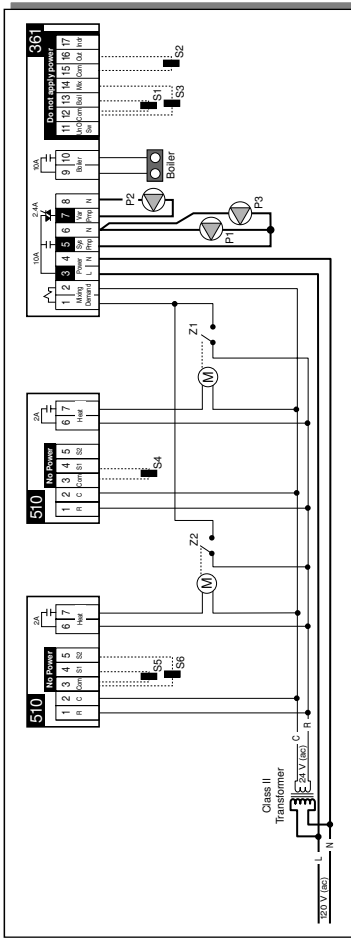 510
No Power
1 2 3 4 5
R C Com S1 S2
2A
6 7
Heat
S5
S6
M
Z2
510
No Power
1 2 3 4 5
R C Com S1 S2
2A
6 7
Heat
S4
M
Z1
361
Do not apply power
10A
2.4A
10A
1 2 3 4 5 6 7 8
Mixing Demand
Power L N
Sys Pmp N
Var Pmp N
9 10
Boiler
11 12 13 14 15 16 17
UnO Sw Com Boil Mix Com Out Indr
P1
P2
P3
Boiler
S1
S3
S2
Class II
Transformer
24 V (ac)
C
R
L
N
120 V (ac)